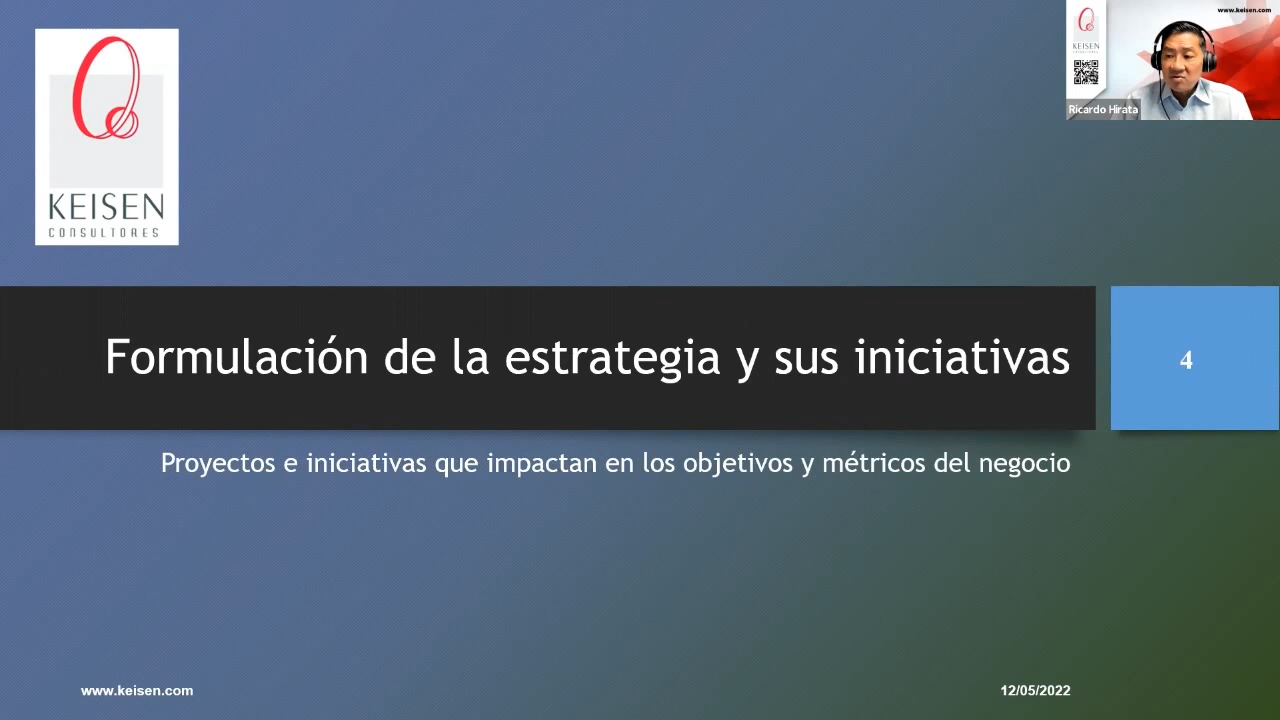 KEISEN
CONSULTORES
www.keisen.com
KEISEN
Ricardo Hirata
Formulación de la estrategia y sus iniciativas
4
Proyectos e iniciativas que impactan en los objetivos y métricos del negocio
www.keisen.com
12/05/2022